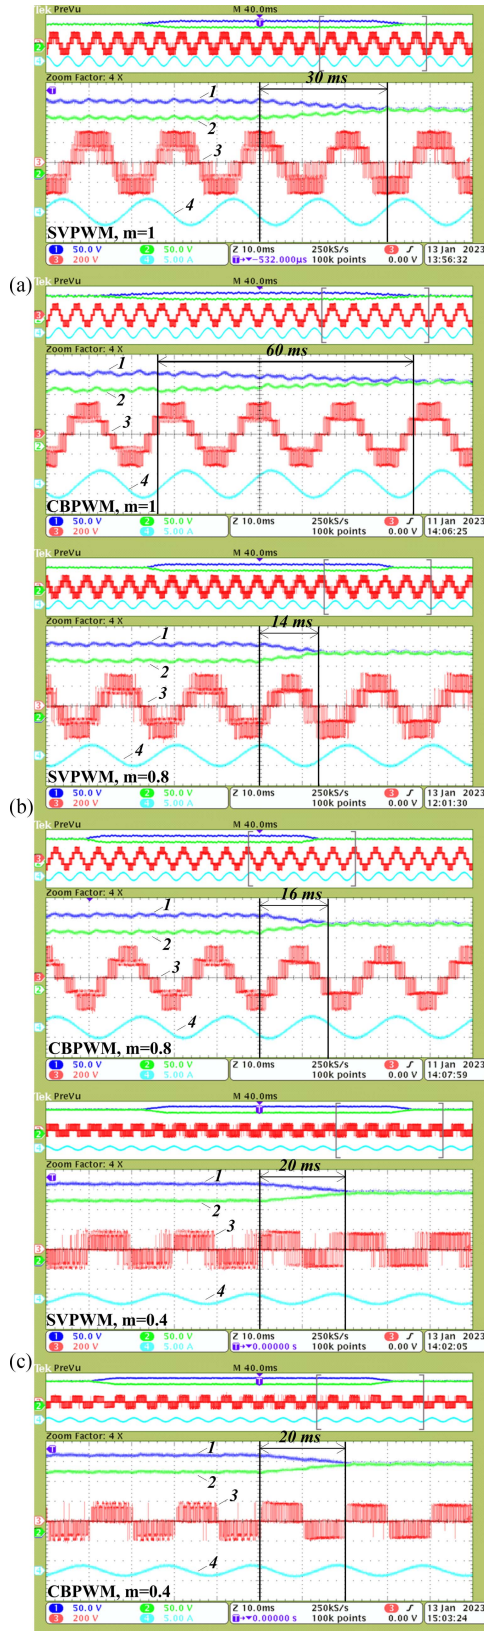 Tek PreVu M 40.0ms
Zoom Factor: 4 X
30 ms
1
2
3
4
SVPWM, m=1
1 50.0 V 2 50.0 V Z 10.0ms 250kS/s 3 13 Jan 2023
3 200 V 4 5.00 A T→▼−532.000µs 100k points 0.00 V 13:56:32
(a)
Tek PreVu M 40.0ms
Zoom Factor: 4 X
60 ms
1
2
3
4
CBPWM, m=1
1 50.0 V 2 50.0 V Z 10.0ms 250kS/s 3 11 Jan 2023
3 200 V 4 5.00 A 100k points 0.00 V 14:06:25
Tek PreVu M 40.0ms
Zoom Factor: 4 X
14 ms
1
2
3
4
SVPWM, m=0.8
1 50.0 V 2 50.0 V Z 10.0ms 250kS/s 3 13 Jan 2023
3 200 V 4 5.00 A 100k points 0.00 V 12:01:30
(b)
Tek PreVu M 40.0ms
Zoom Factor: 4 X
16 ms
1
2
3
4
CBPWM, m=0.8
1 50.0 V 2 50.0 V Z 10.0ms 250kS/s 3 11 Jan 2023
3 200 V 4 5.00 A 100k points 0.00 V 14:07:59
Tek PreVu M 40.0ms
Zoom Factor: 4 X
20 ms
1
2
3
4
SVPWM, m=0.4
1 50.0 V 2 50.0 V Z 10.0ms 250kS/s 3 13 Jan 2023
3 200 V 4 5.00 A T→▼0.00000 s 100k points 0.00 V 14:02:05
(c)
Tek PreVu M 40.0ms
Zoom Factor: 4 X
20 ms
1
2
3
4
CBPWM, m=0.4
1 50.0 V 2 50.0 V Z 10.0ms 250kS/s 3 11 Jan 2023
3 200 V 4 5.00 A T→▼0.00000 s 100k points 0.00 V 15:03:24